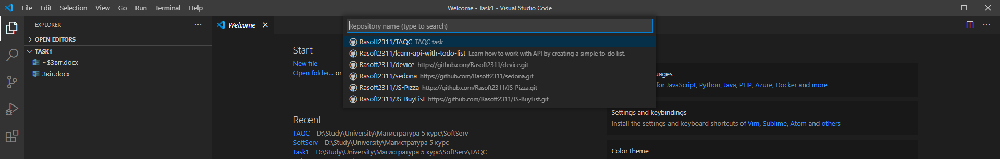 File Edit Selection View Go Run Terminal Help
Welcome - Task1 - Visual Studio Code
EXPLORER
OPEN EDITORS
TASK1
~$Звіт.docx
Звіт.docx
Welcome
Repository name (type to search)
Rasoft2311/TAQC TAQC task
Rasoft2311/learn-api-with-todo-list Learn how to work with API by creating a simple to-do list.
Rasoft2311/device https://github.com/Rasoft2311/device.git
Rasoft2311/sedona https://github.com/Rasoft2311/sedona.git
Rasoft2311/JS-Pizza https://github.com/Rasoft2311/JS-Pizza.git
Rasoft2311/JS-BuyList https://github.com/Rasoft2311/JS-BuyList.git
Start
New file
Open folder... or
Recent
TAQC D:\Study\University\Магистратура 5 курс\SoftServ
SoftServ D:\Study\University\Магистратура 5 курс
Task1 D:\Study\University\Магистратура 5 курс\SoftServ\TAQC
uages
for JavaScript, Python, Java, PHP, Azure, Docker and more
Settings and keybindings
Install the settings and keyboard shortcuts of Vim, Sublime, Atom and others
Color theme